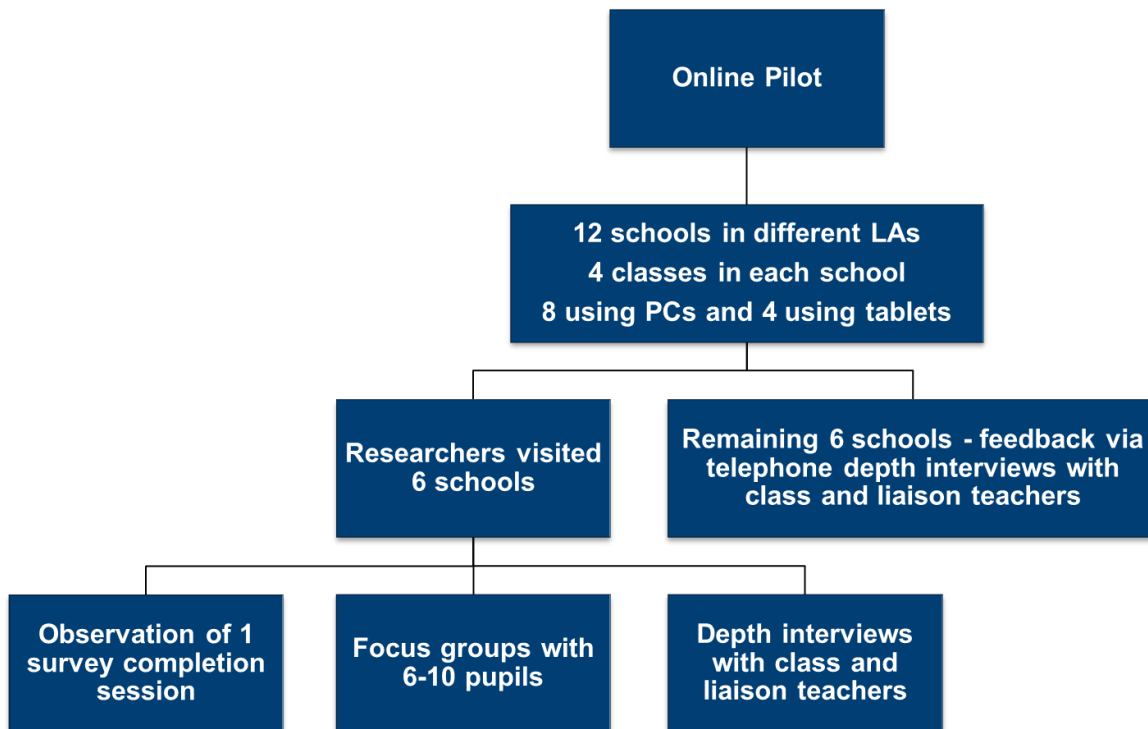 Online Pilot
12 schools in different LAs
4 classes in each school
8 using PCs and 4 using tablets
Researchers visited
6 schools
Remaining 6 schools - feedback via
telephone depth interviews with
class and liaison teachers
Observation of 1
survey completion
session
Focus groups with
6-10 pupils
Depth interviews
with class and
liaison teachers